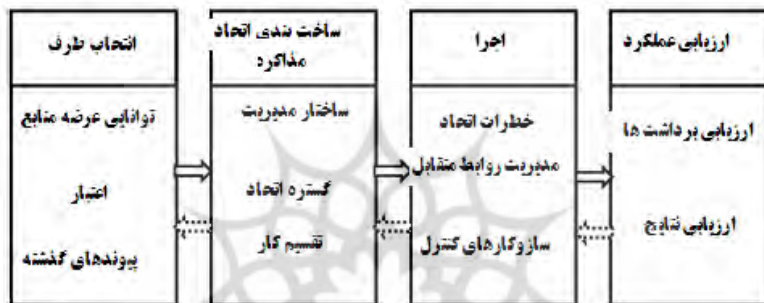 انتخاب طرف
توانایی عرضه منابع
اعتبار
پیوندهای گذشته
ساخت بندی اتحاد
مذاکره
ساختار مدیریت
گستره اتحاد
تقسیم کار
اجرا
خطرات اتحاد
مدیریت روابط متقابل
سازوکارهای کنترل
ارزیابی عملکرد
ارزیابی برداشت ها
ارزیابی نتایج